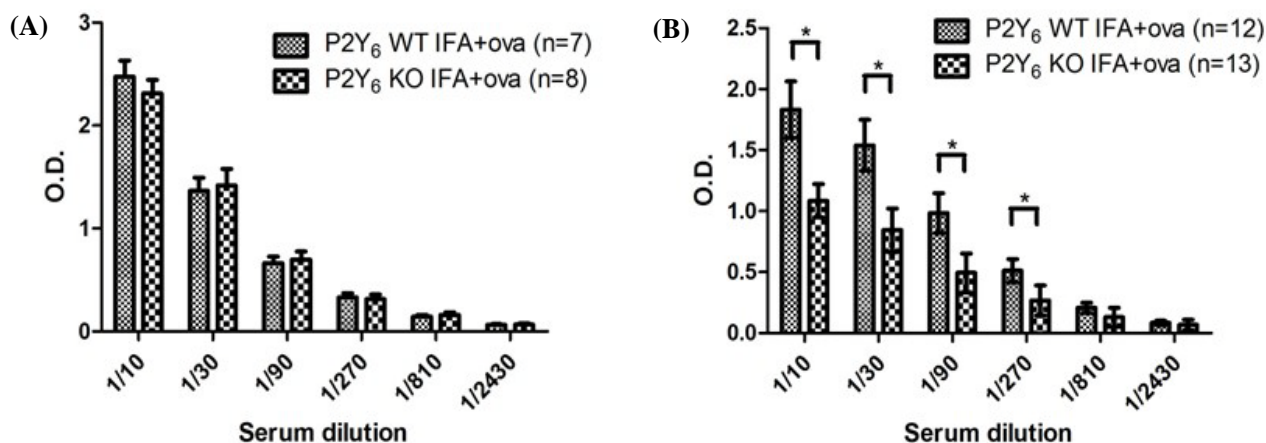 (A)
P2Y6 WT IFA+ova (n=7)
P2Y6 KO IFA+ova (n=8)
O.D.
3
2
1
0
1/10
1/30
1/90
1/270
1/810
1/2430
Serum dilution
(B)
P2Y6 WT IFA+ova (n=12)
P2Y6 KO IFA+ova (n=13)
O.D.
2.5
2.0
1.5
1.0
0.5
0.0
*
*
*
*
1/10
1/30
1/90
1/270
1/810
1/2430
Serum dilution